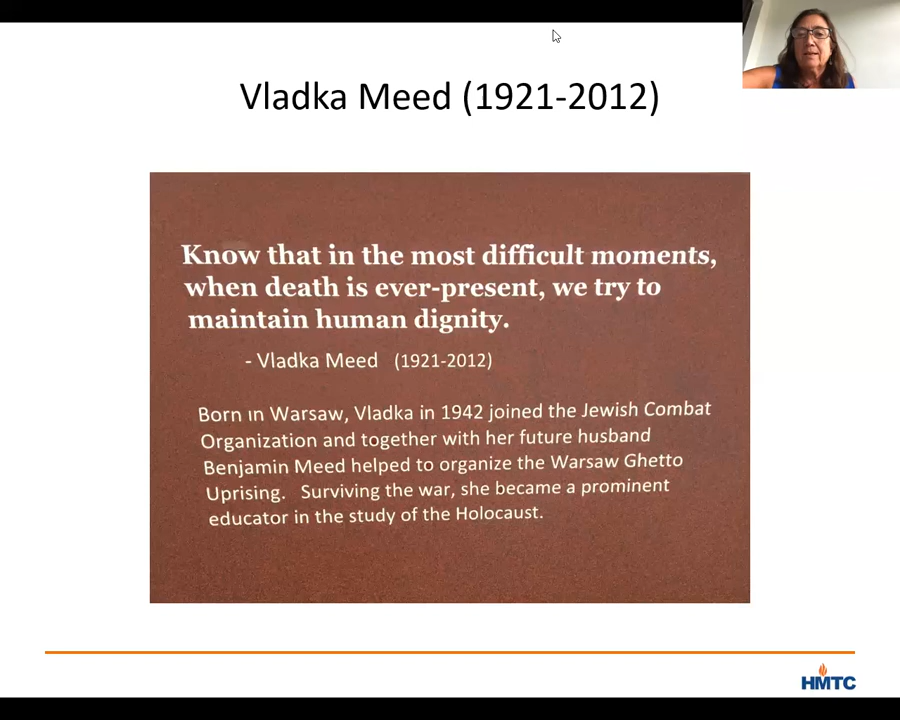 Vladka Meed (1921-2012)
Know that in the most difficult moments,
when death is ever-present, we try to
maintain human dignity.
- Vladka Meed (1921-2012)
Born in Warsaw, Vladka in 1942 joined the Jewish Combat
Organization and together with her future husband
Benjamin Meed helped to organize the Warsaw Ghetto
Uprising. Surviving the war, she became a prominent
educator in the study of the Holocaust.
HMTC